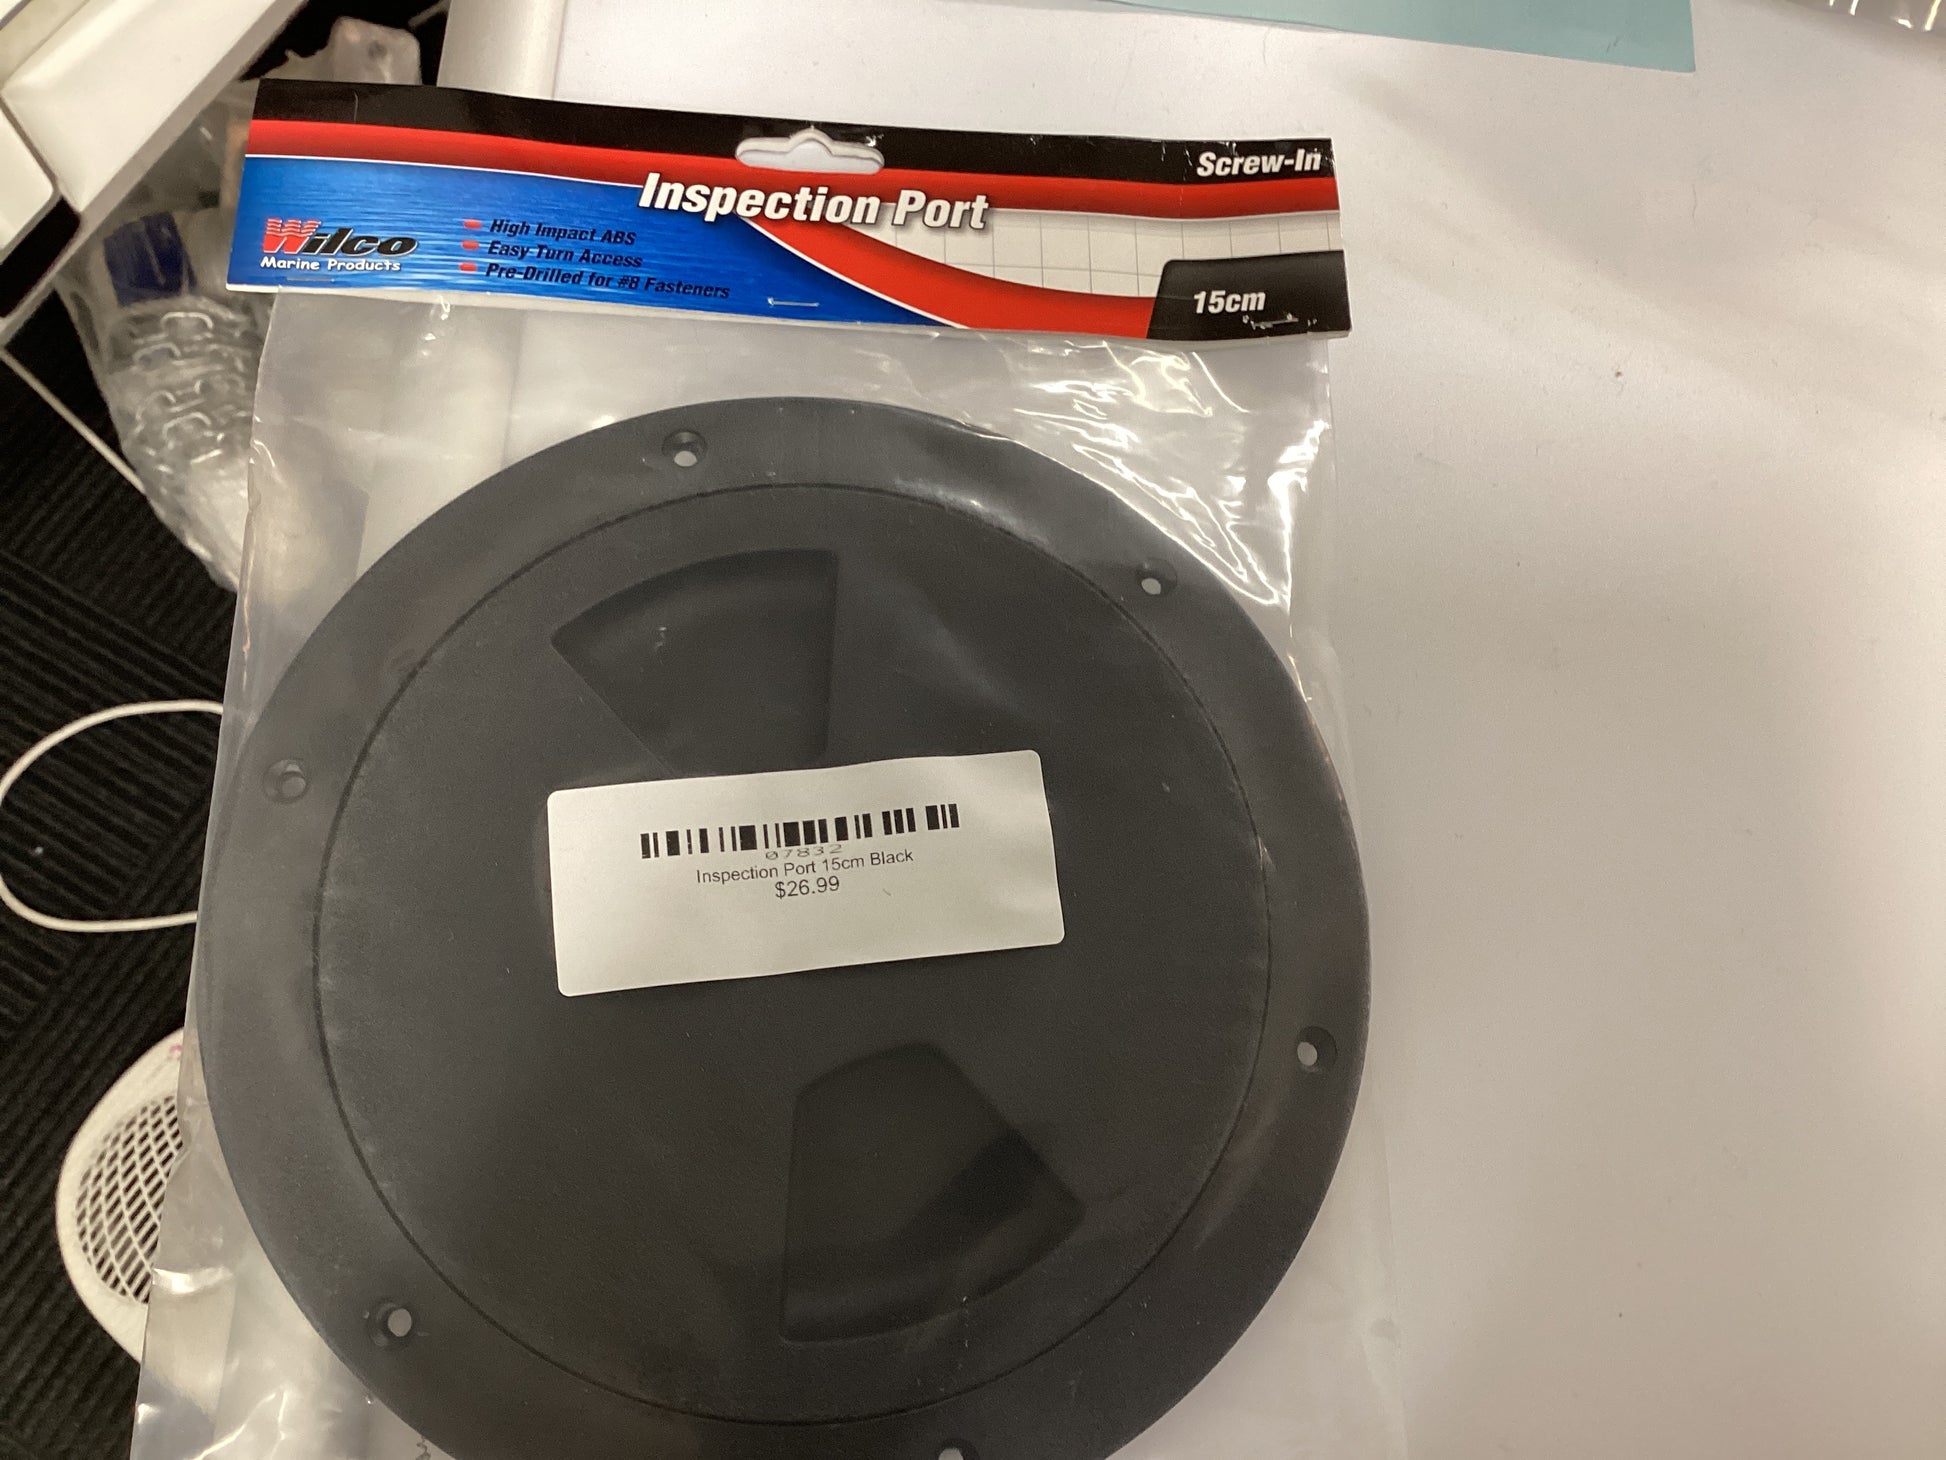 Screw-In
Inspection Port
Wilco
Marine Products
High Impact ABS
Easy Turn Access
Pre-Drilled for #8 Fasteners
15cm
07832
Inspection Port 15cm Black
$26.99